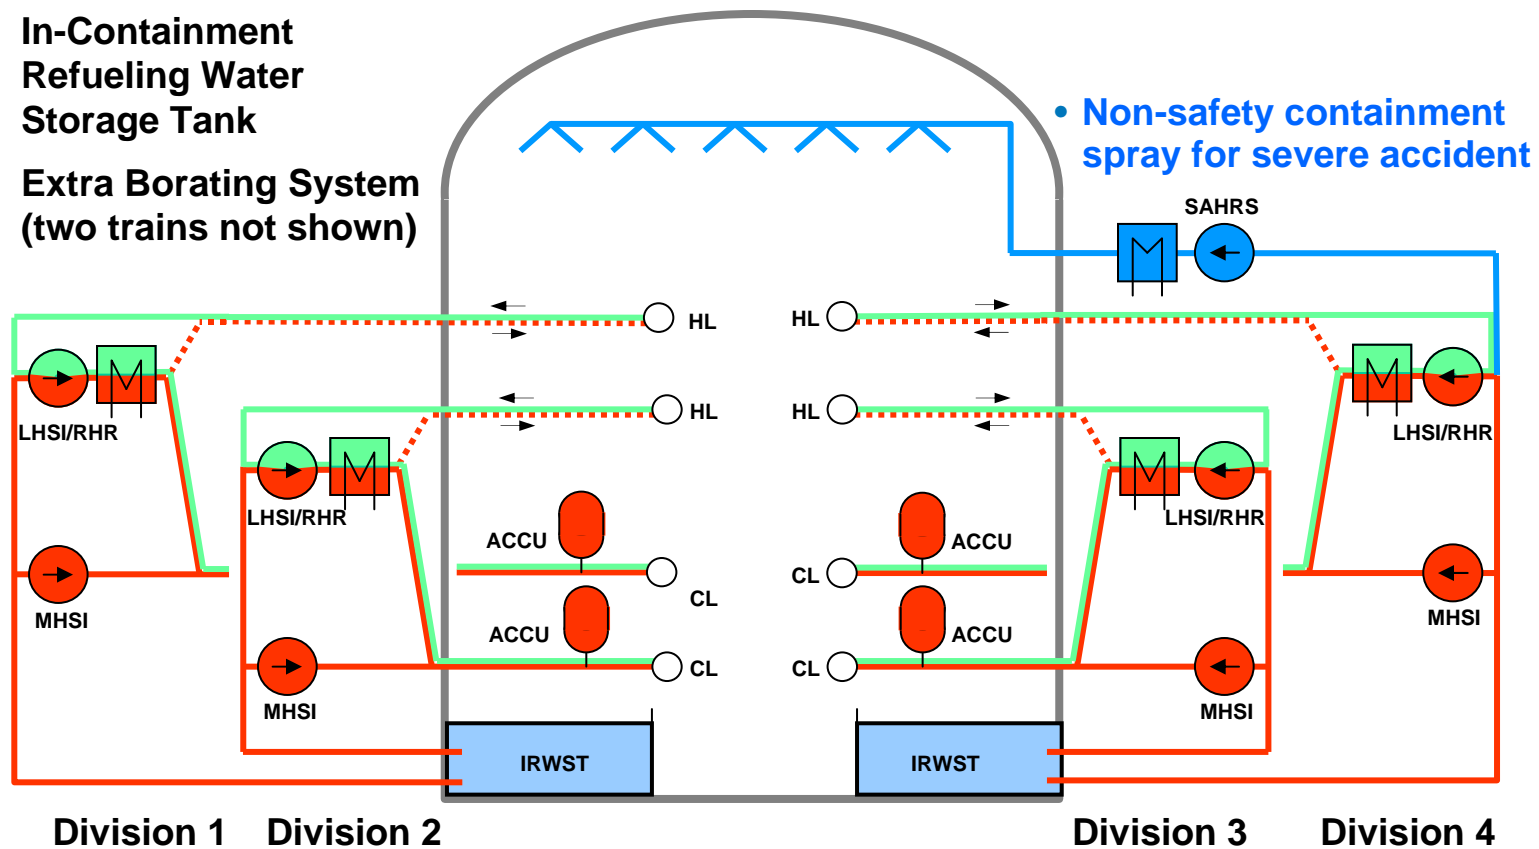 In-Containment
Refueling Water
Storage Tank
Extra Borating System
(two trains not shown)
• Non-safety containment
spray for severe accident
SAHRS
HL
HL
LHSI/RHR
LHSI/RHR
HL
HL
LHSI/RHR
LHSI/RHR
ACCU
ACCU
CL
CL
MHSI
MHSI
ACCU
ACCU
CL
CL
MHSI
MHSI
IRWST
IRWST
Division 1
Division 2
Division 3
Division 4